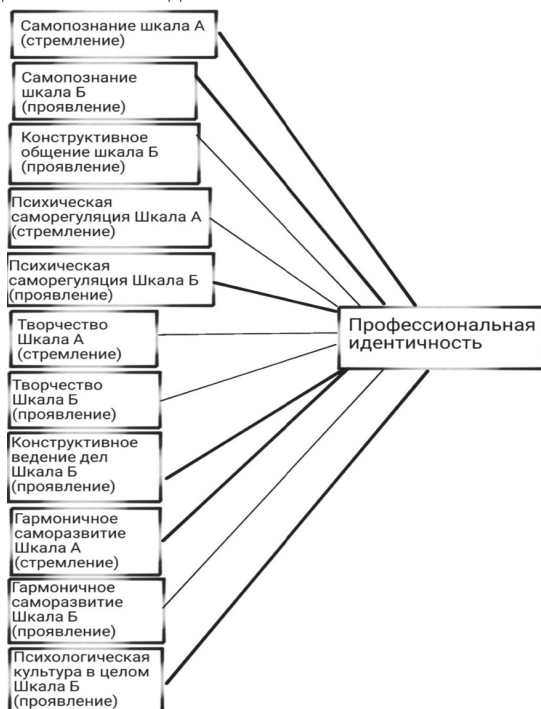 Самопознание шкала А
(стремление)
Самопознание
шкала Б
(проявление)
Конструктивное
общение шкала Б
(проявление)
Психическая
саморегуляция Шкала А
(стремление)
Психическая
саморегуляция Шкала Б
(проявление)
Творчество
Шкала А
(стремление)
Творчество
Шкала Б
(проявление)
Конструктивное
ведение дел
Шкала Б
(проявление)
Гармоничное
саморазвитие
Шкала А
(стремление)
Гармоничное
саморазвитие
Шкала Б
(проявление)
Психологическая
культура в целом
Шкала Б
(проявление)
Профессиональная
идентичность